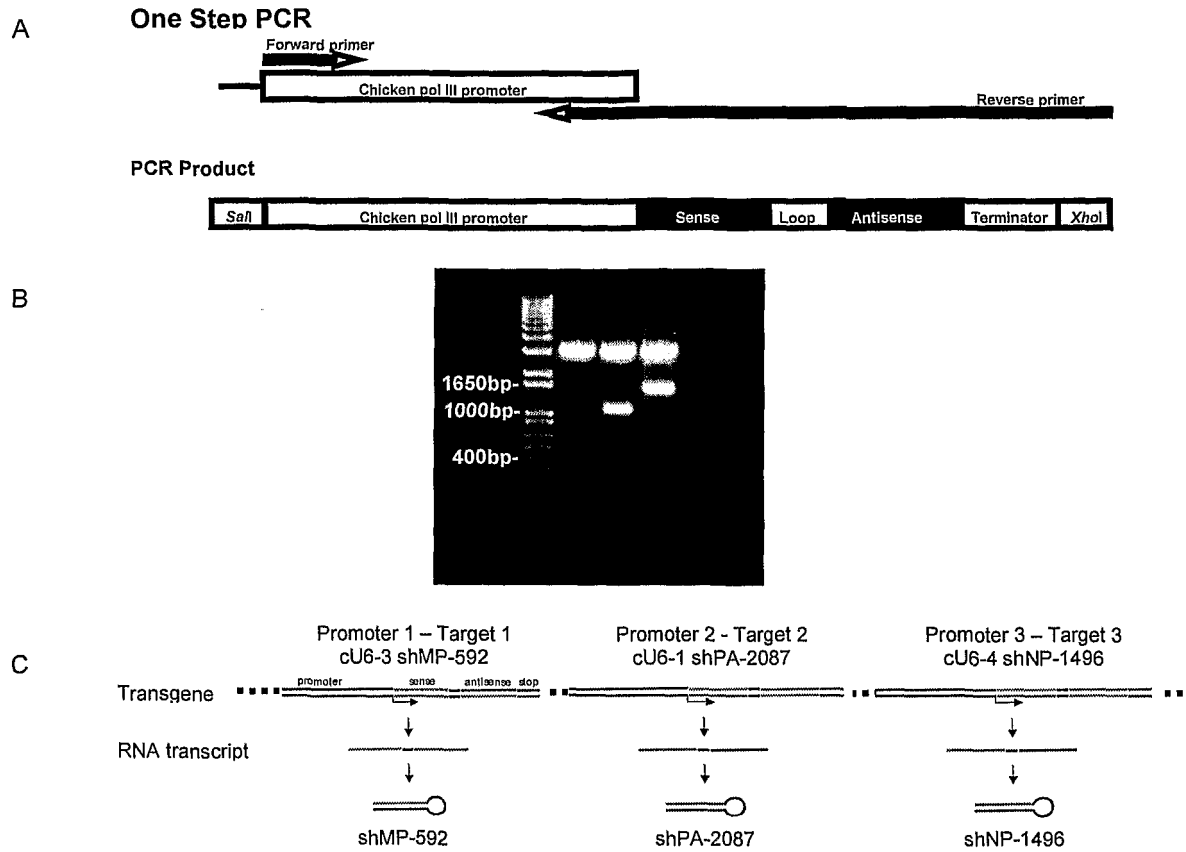 A
One Step PCR
Forward primer
Chicken pol III promoter
Reverse primer
PCR Product
SalI Chicken pol III promoter Sense Loop Antisense Terminator XhoI
B
1650bp-
1000bp-
400bp-
C
Promoter 1 – Target 1
cU6-3 shMP-592
Promoter 2 - Target 2
cU6-1 shPA-2087
Promoter 3 – Target 3
cU6-4 shNP-1496
Transgene
promoter sense antisense stop
RNA transcript
shMP-592 shPA-2087 shNP-1496